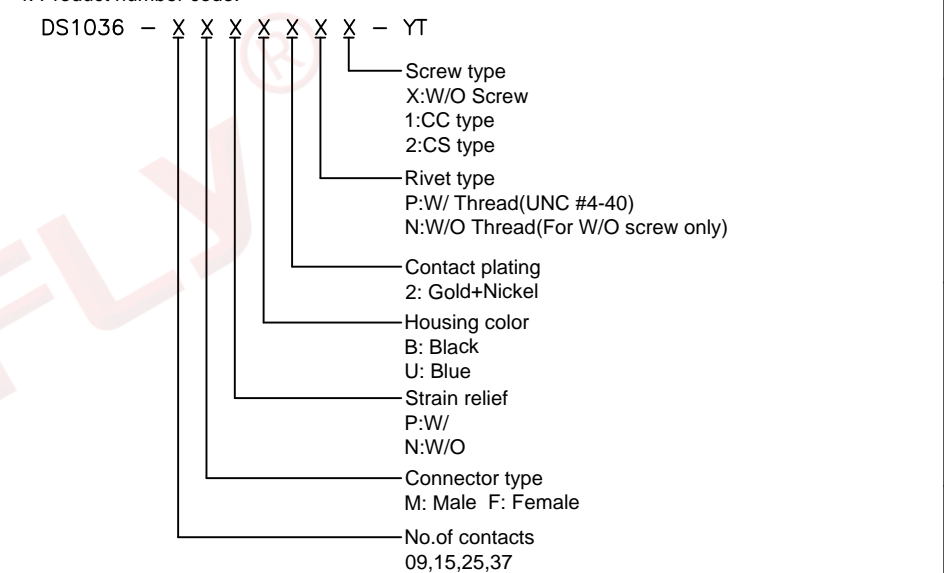 DS1036 – X X X X X X X – YT
Screw type
X:W/O Screw
1:CC type
2:CS type
Rivet type
P:W/ Thread(UNC #4-40)
N:W/O Thread(For W/O screw only)
Contact plating
2: Gold+Nickel
Housing color
B: Black
U: Blue
Strain relief
P:W/
N:W/O
Connector type
M: Male F: Female
No.of contacts
09,15,25,37
FLY
®